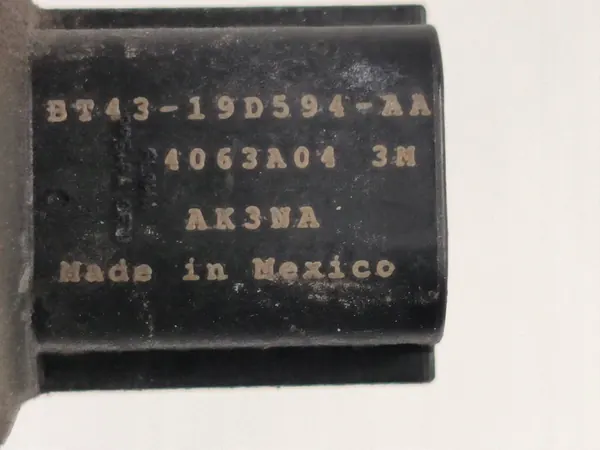 BT43-19D594-AA
4063A04 3M
AK3NA
Made in Mexico